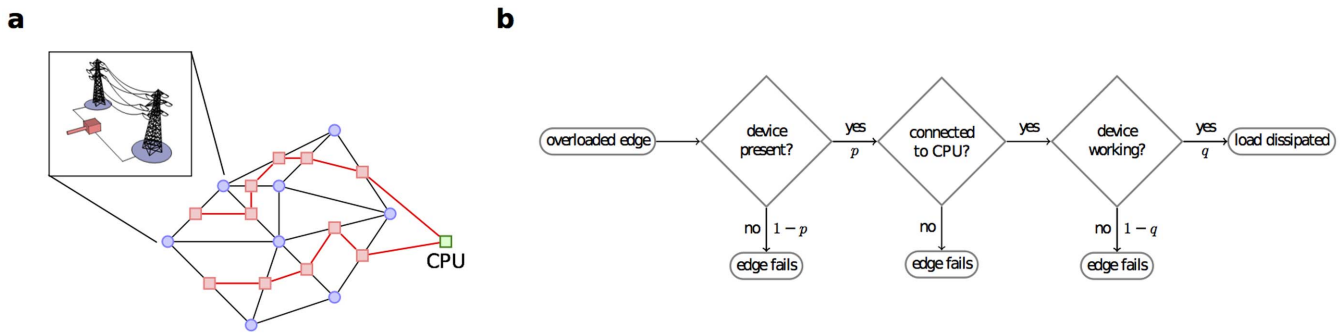 a
b
CPU
overloaded edge
device
present?
yes
p
connected
to CPU?
yes
device
working?
yes
q
load dissipated
no 1 − p
edge fails
no
edge fails
no 1 − q
edge fails